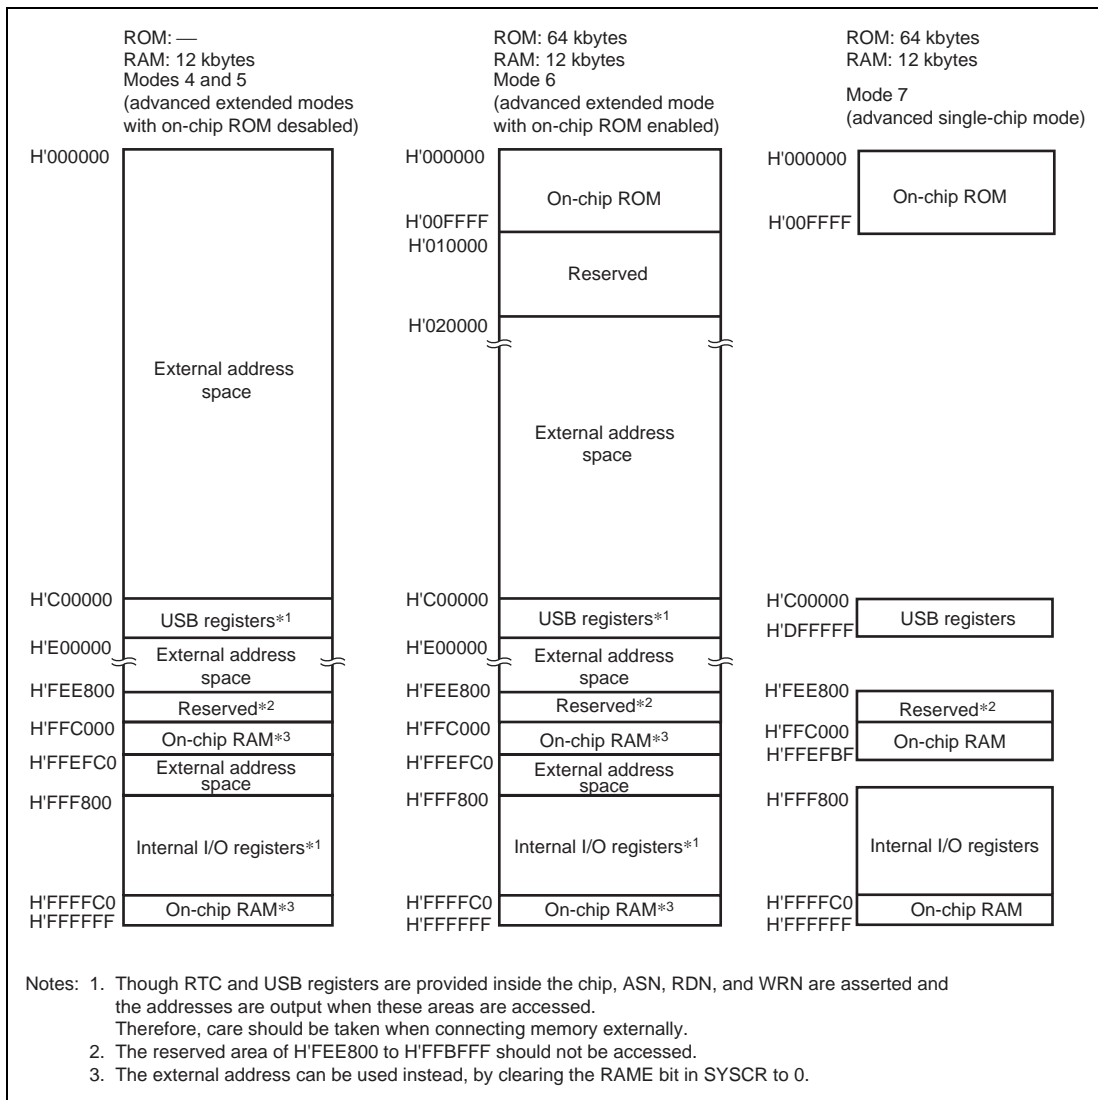 ROM: —
RAM: 12 kbytes
Modes 4 and 5
(advanced extended modes
with on-chip ROM desabled)
H'000000
External address
space
H'C00000
USB registers*1
H'E00000
External address
space
H'FEE800
Reserved*2
H'FFC000
On-chip RAM*3
H'FFEFC0
External address
space
H'FFF800
Internal I/O registers*1
H'FFFFC0
On-chip RAM*3
H'FFFFFF
ROM: 64 kbytes
RAM: 12 kbytes
Mode 6
(advanced extended mode
with on-chip ROM enabled)
H'000000
On-chip ROM
H'00FFFF
H'010000
Reserved
H'020000
External address
space
H'C00000
USB registers*1
H'E00000
External address
space
H'FEE800
Reserved*2
H'FFC000
On-chip RAM*3
H'FFEFC0
External address
space
H'FFF800
Internal I/O registers*1
H'FFFFC0
On-chip RAM*3
H'FFFFFF
ROM: 64 kbytes
RAM: 12 kbytes
Mode 7
(advanced single-chip mode)
H'000000
On-chip ROM
H'00FFFF
H'C00000
USB registers
H'DFFFFF
H'FEE800
Reserved*2
H'FFC000
On-chip RAM
H'FFEFBF
H'FFF800
Internal I/O registers
H'FFFFC0
On-chip RAM
H'FFFFFF
Notes: 1. Though RTC and USB registers are provided inside the chip, ASN, RDN, and WRN are asserted and
the addresses are output when these areas are accessed.
Therefore, care should be taken when connecting memory externally.
2. The reserved area of H'FEE800 to H'FFBFFF should not be accessed.
3. The external address can be used instead, by clearing the RAME bit in SYSCR to 0.